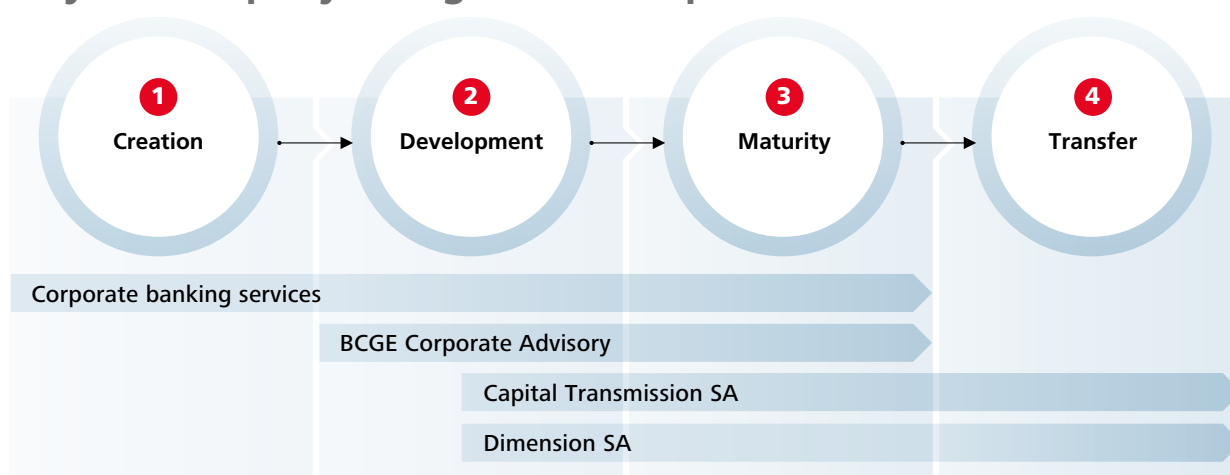 1
Creation
2
Development
3
Maturity
4
Transfer
Corporate banking services
BCGE Corporate Advisory
Capital Transmission SA
Dimension SA